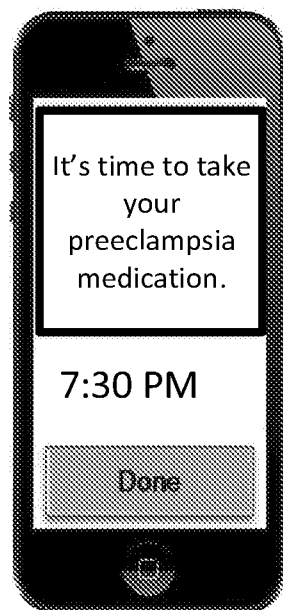 It's time to take
your
preeclampsia
medication.
7:30 PM
Done